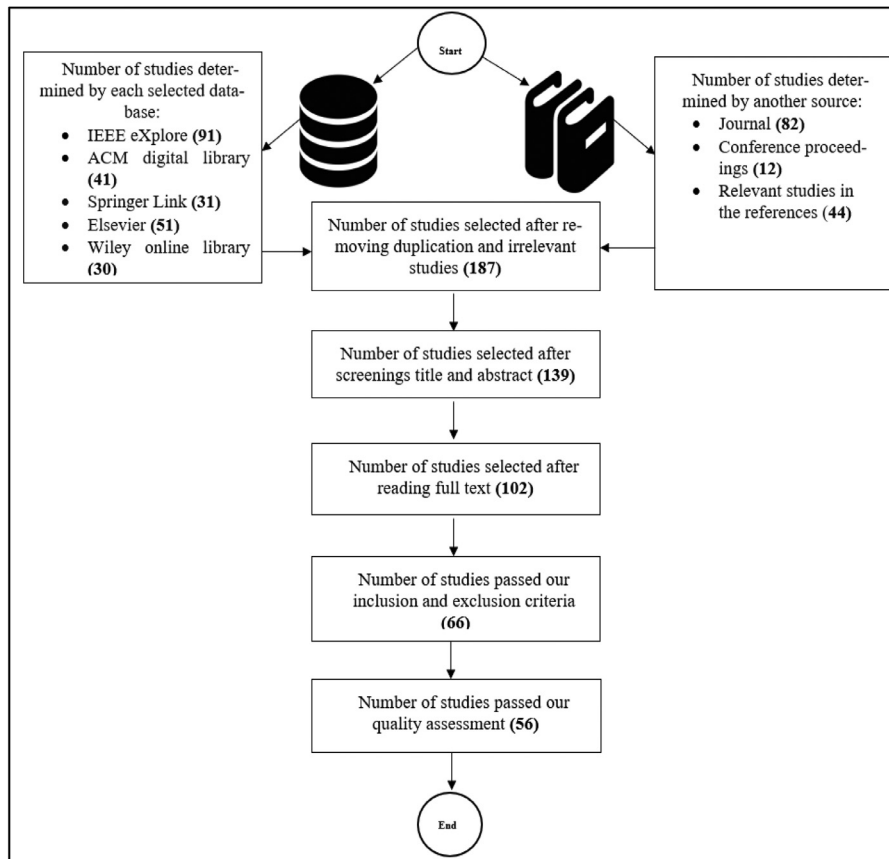 Start
Number of studies deter-
mined by each selected data-
base:
• IEEE eXplore (91)
• ACM digital library
(41)
• Springer Link (31)
• Elsevier (51)
• Wiley online library
(30)
Number of studies deter-
mined by another source:
• Journal (82)
• Conference proceed-
ings (12)
• Relevant studies in
the references (44)
Number of studies selected after re-
moving duplication and irrelevant
studies (187)
Number of studies selected after
screenings title and abstract (139)
Number of studies selected after
reading full text (102)
Number of studies passed our
inclusion and exclusion criteria
(66)
Number of studies passed our
quality assessment (56)
End